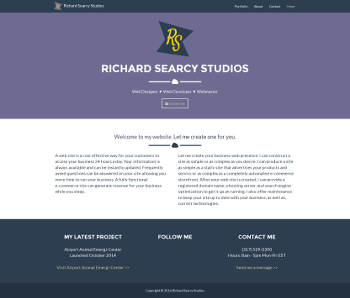 Richard Searcy Studios
Portfolio About Contact Home
RS
RICHARD SEARCY STUDIOS
Web Designer • Web Developer • Webmaster
Welcome to my website. Let me create one for you.
A web site is a cost effective way for your customers to
access your business 24 hours a day. Your information is
always available and can be instantly updated. Frequently
asked questions can be answered on your site allowing you
more time to run your business. A fully functional
e-commerce site can generate revenue for your business
while you sleep.
Let me create your business web presence. I can construct a site
as simple or as complex as you desire. I can produce a site
as simple as a static site that advertises your products and
services or as complex as a completely automated e-commerce
storefront. After your web site is created, I can provide a
registered domain name, a hosting server and search engine
optimization to get it up an running. I also offer maintenance
to keep your site up to date with your business, as well as,
current technologies.
MY LATEST PROJECT
Airport Animal Emergi-Center
Launched October 2014
Visit Airport Animal Emergi-Center >>
FOLLOW ME
CONTACT ME
Hours: 8am - 5pm Mon-Fri EST
Send me a message >>
Copyright © 2016 Richard Searcy Studios